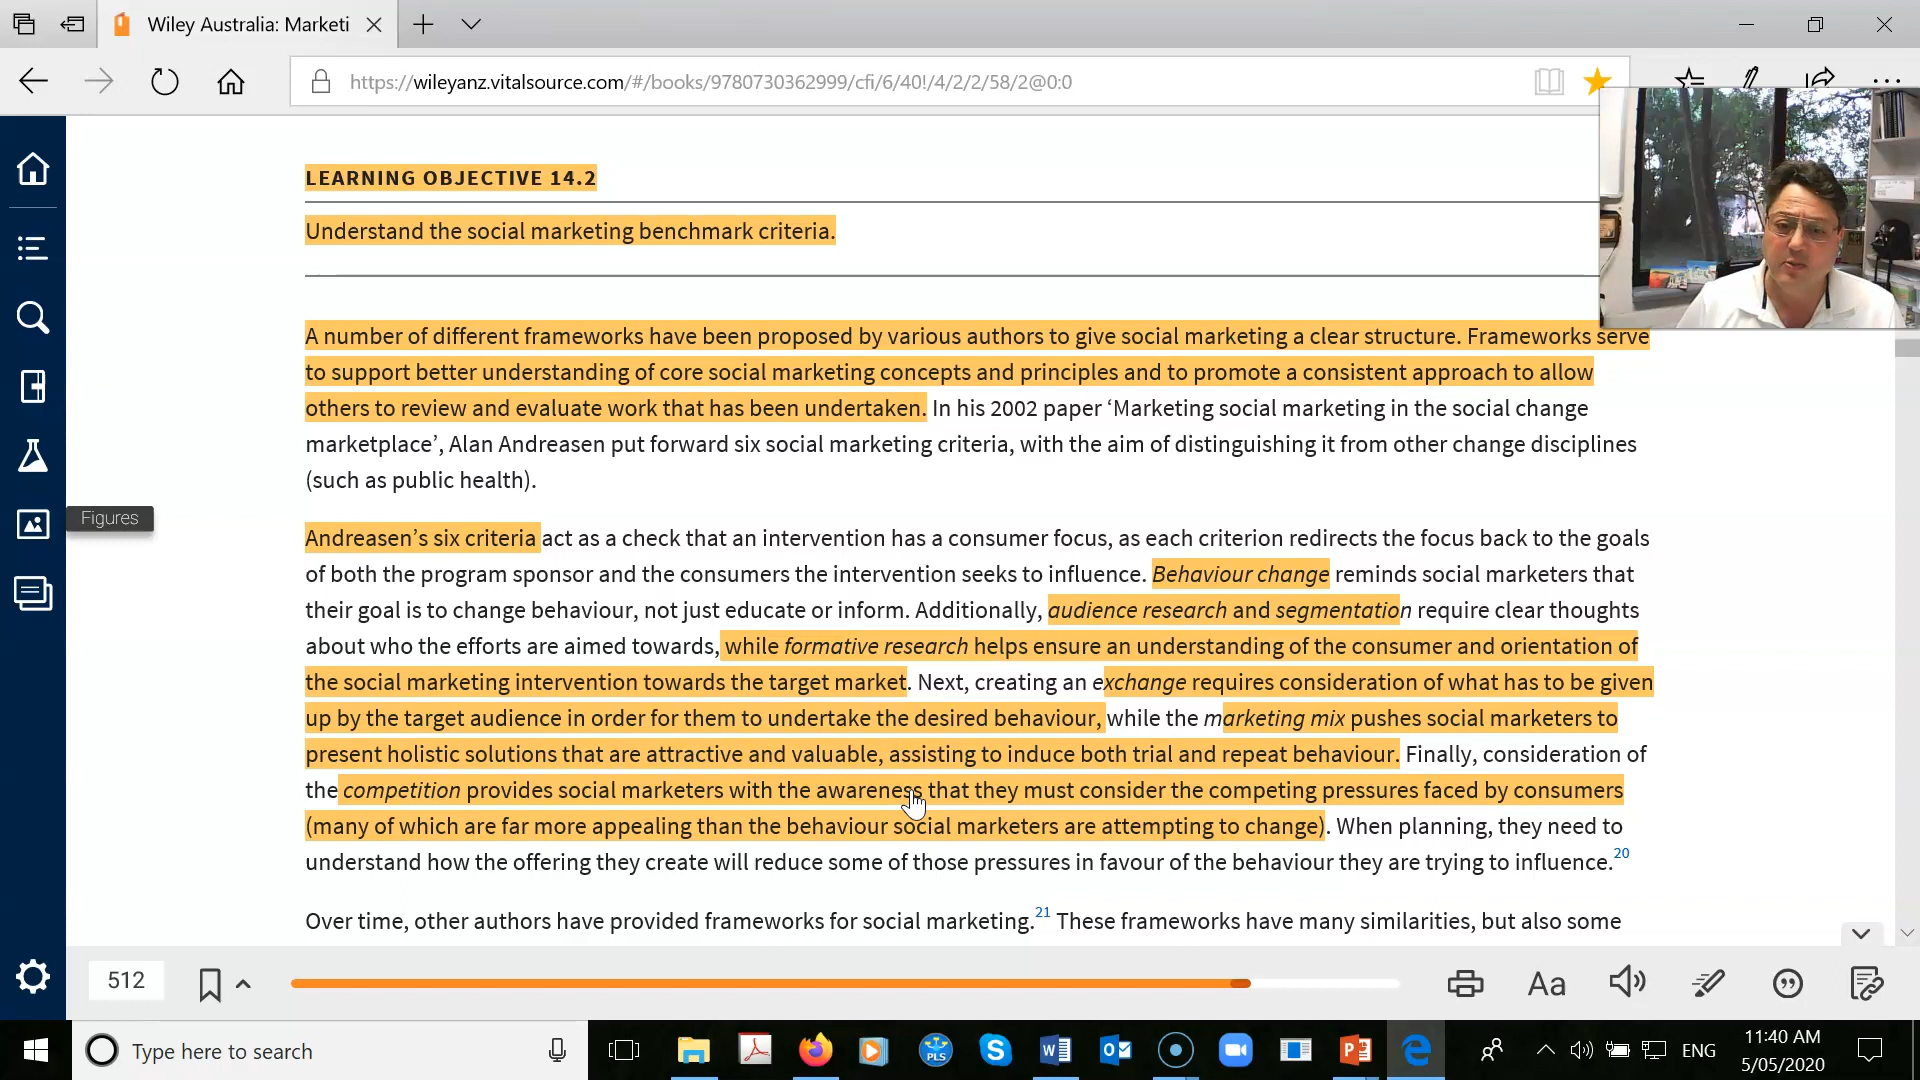 Wiley Australia: Marketi
https://wileyanz.vitalsource.com/#/books/9780730362999/cfi/6/40!/4/2/2/58/2@0:0
LEARNING OBJECTIVE 14.2
Understand the social marketing benchmark criteria.
A number of different frameworks have been proposed by various authors to give social marketing a clear structure. Frameworks serve
to support better understanding of core social marketing concepts and principles and to promote a consistent approach to allow
others to review and evaluate work that has been undertaken. In his 2002 paper ‘Marketing social marketing in the social change
marketplace’, Alan Andreasen put forward six social marketing criteria, with the aim of distinguishing it from other change disciplines
(such as public health).
Figures
Andreasen’s six criteria act as a check that an intervention has a consumer focus, as each criterion redirects the focus back to the goals
of both the program sponsor and the consumers the intervention seeks to influence. Behaviour change reminds social marketers that
their goal is to change behaviour, not just educate or inform. Additionally, audience research and segmentation require clear thoughts
about who the efforts are aimed towards, while formative research helps ensure an understanding of the consumer and orientation of
the social marketing intervention towards the target market. Next, creating an exchange requires consideration of what has to be given
up by the target audience in order for them to undertake the desired behaviour, while the marketing mix pushes social marketers to
present holistic solutions that are attractive and valuable, assisting to induce both trial and repeat behaviour. Finally, consideration of
the competition provides social marketers with the awareness that they must consider the competing pressures faced by consumers
(many of which are far more appealing than the behaviour social marketers are attempting to change). When planning, they need to
understand how the offering they create will reduce some of those pressures in favour of the behaviour they are trying to influence.20
Over time, other authors have provided frameworks for social marketing.21 These frameworks have many similarities, but also some
512
Aa
Type here to search
PLS
ENG
11:40 AM
5/05/2020